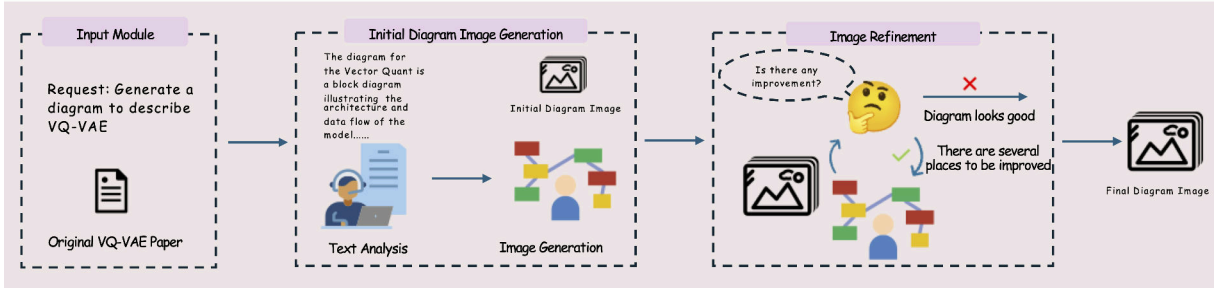 Input Module
Request: Generate a
diagram to describe
VQ-VAE
Original VQ-VAE Paper
Initial Diagram Image Generation
The diagram for
the Vector Quant is
a block diagram
illustrating the
architecture and
data flow of the
model......
Text Analysis
Initial Diagram Image
Image Generation
Image Refinement
Is there any
improvement?
Diagram looks good
There are several
places to be improved
Final Diagram Image